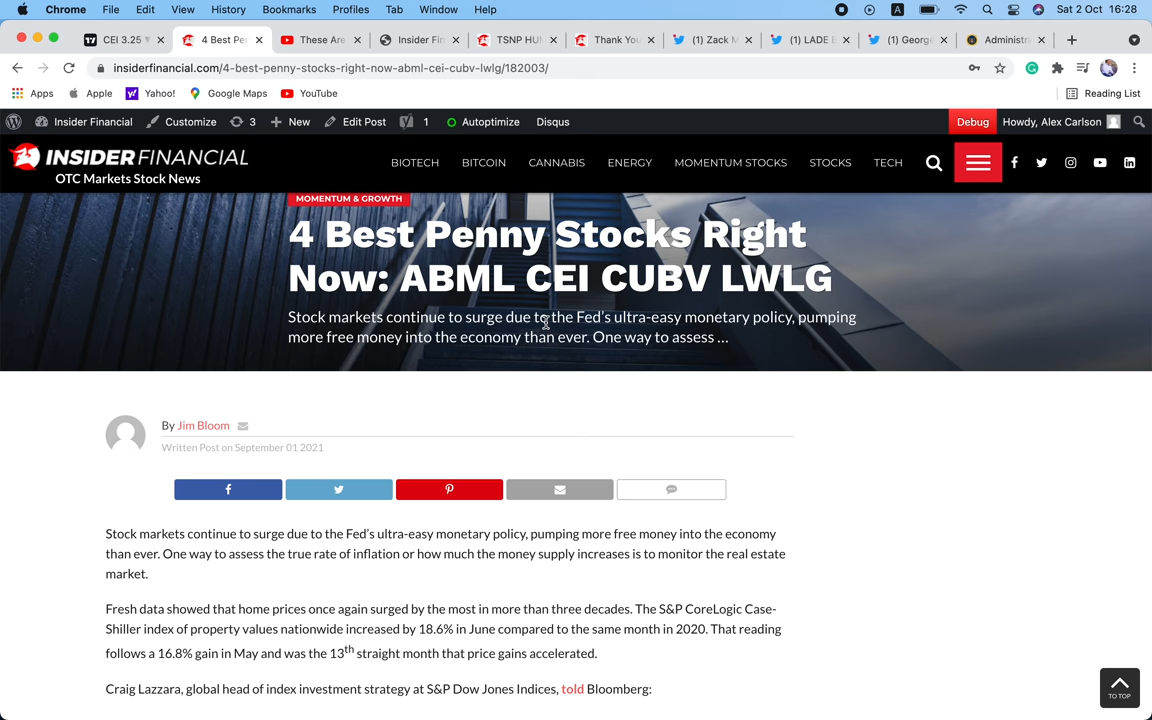 Chrome File Edit View History Bookmarks Profiles Tab Window Help A Sat 2 Oct 16:28
CEI 3.25 4 Best Pen These Are Insider Fin TSNP HUM Thank You (1) Zack M (1) LADE B (1) George Administra
insiderfinancial.com/4-best-penny-stocks-right-now-abml-cei-cubv-lwlg/182003/
Apps Apple Yahoo! Google Maps YouTube Reading List
Insider Financial Customize 3 New Edit Post 1 Autoptimize Disqus Debug Howdy, Alex Carlson
INSIDERFINANCIAL
OTC Markets Stock News
BIOTECH BITCOIN CANNABIS ENERGY MOMENTUM STOCKS STOCKS TECH
MOMENTUM & GROWTH
4 Best Penny Stocks Right
Now: ABML CEI CUBV LWLG
Stock markets continue to surge due to the Fed's ultra-easy monetary policy, pumping
more free money into the economy than ever. One way to assess ...
By Jim Bloom
Written Post on September 01 2021
Stock markets continue to surge due to the Fed's ultra-easy monetary policy, pumping more free money into the economy
than ever. One way to assess the true rate of inflation or how much the money supply increases is to monitor the real estate
market.
Fresh data showed that home prices once again surged by the most in more than three decades. The S&P CoreLogic Case-
Shiller index of property values nationwide increased by 18.6% in June compared to the same month in 2020. That reading
follows a 16.8% gain in May and was the 13th straight month that price gains accelerated.
Craig Lazzara, global head of index investment strategy at S&P Dow Jones Indices, told Bloomberg:
TO TOP